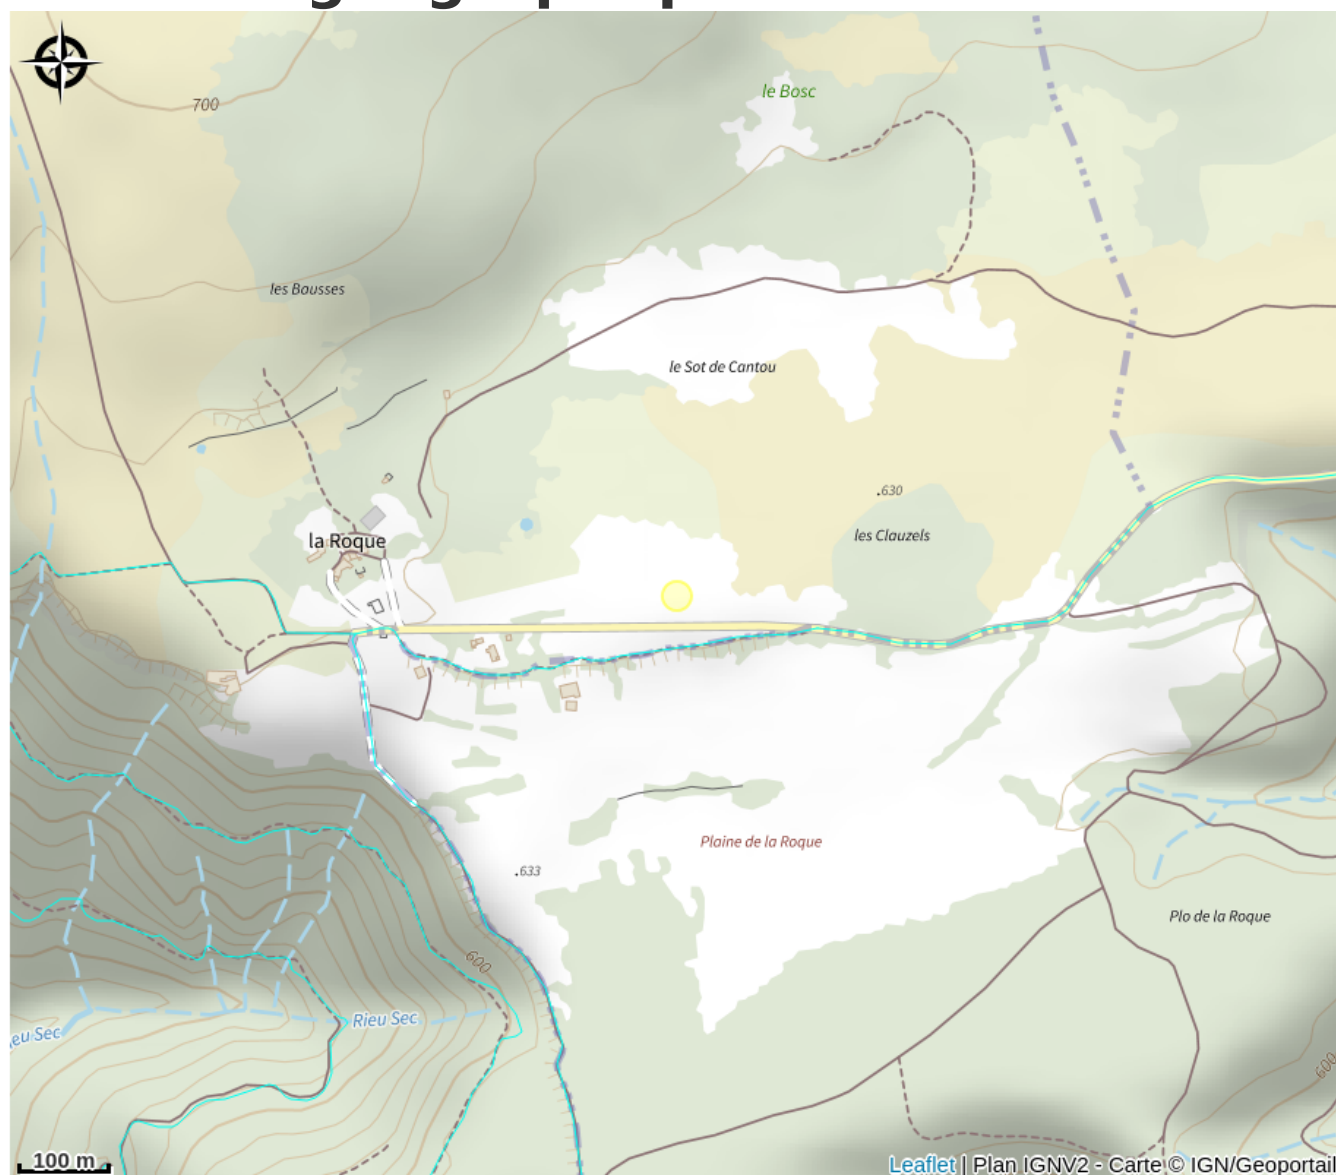 le Bosc
700
les Bausses
le Sot de Cantou
.630
les Clauzels
la Roque
Plaine de la Roque
.633
Plo de la Roque
600
Rieu Sec
eu Sec
600
100 m
Leaflet | Plan IGNV2 - Carte © IGN/Geoportail